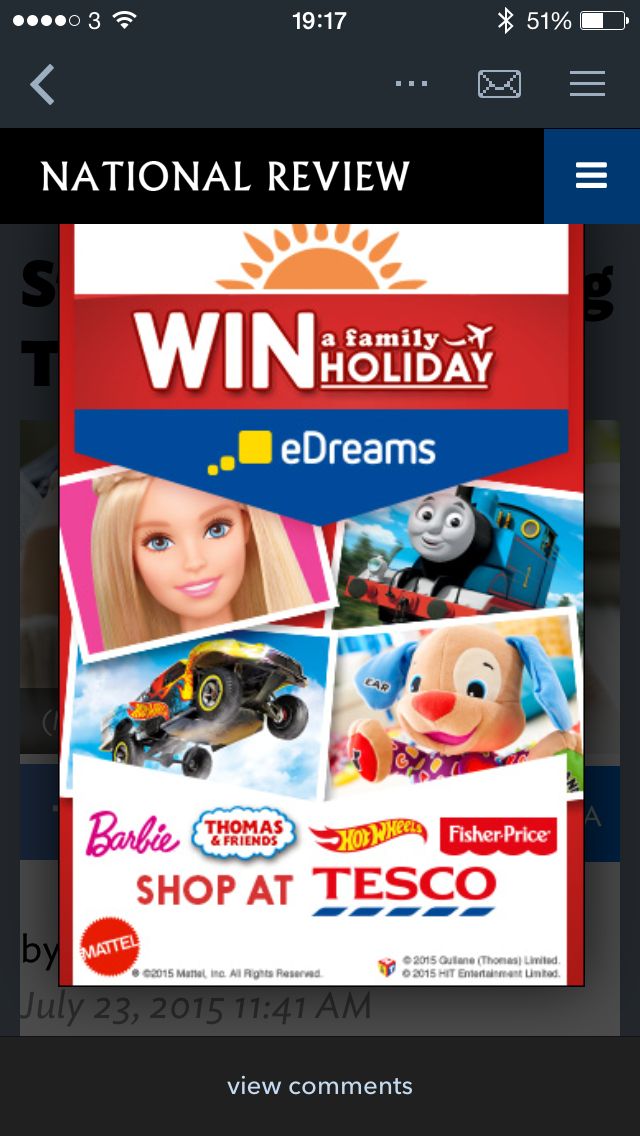 3 19:17 51%
NATIONAL REVIEW
WIN a family HOLIDAY
eDreams
EAR
Barbie THOMAS & FRIENDS Hot Wheels Fisher-Price
SHOP AT TESCO
MATTEL
® ©2015 Mattel, Inc. All Rights Reserved.
© 2015 Gullane (Thomas) Limited.
© 2015 HIT Entertainment Limited.
by
July 23, 2015 11:41 AM
view comments